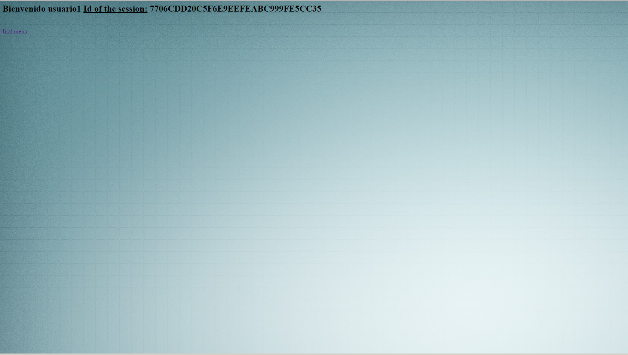 Bienvenido usuario1 Id of the session: 7706CDD20C5F6E9EEFEABC999FE5CC35